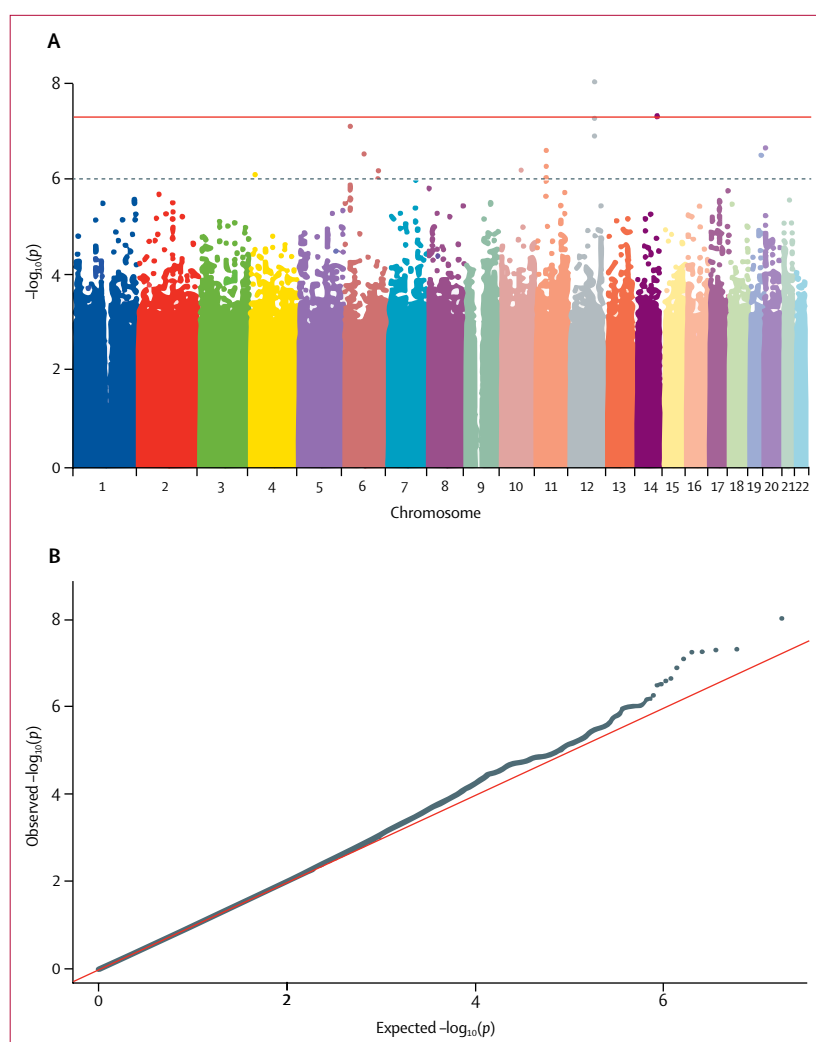 A
8
6
4
2
0
–log₁₀(p)
1 2 3 4 5 6 7 8 9 10 11 12 13 14 15 16 17 18 19 20 21 22
Chromosome
B
8
6
4
2
0
Observed –log₁₀(p)
0 2 4 6
Expected –log₁₀(p)